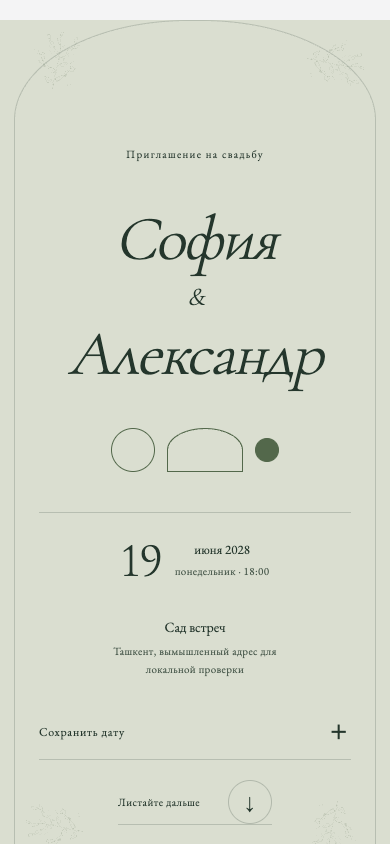 Приглашение на свадьбу
София
&
Александр
19
июня 2028
понедельник · 18:00
Сад встреч
Ташкент, вымышленный адрес для
локальной проверки
Сохранить дату +
Листайте дальше ↓